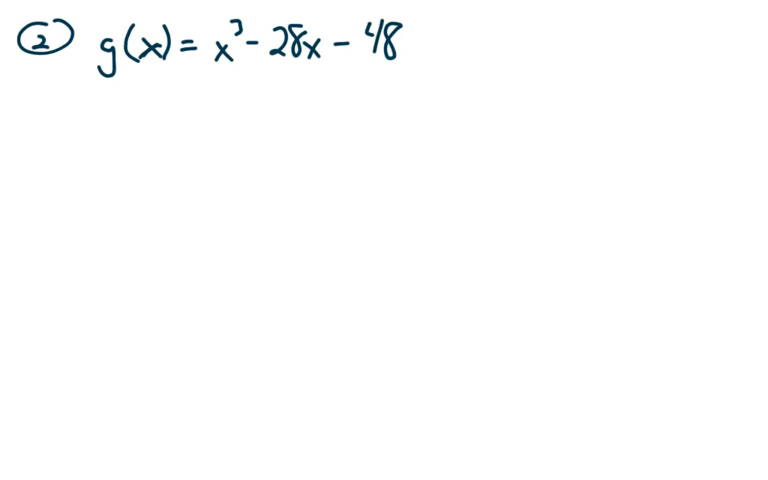 ② g(x) = x³ - 28x - 48